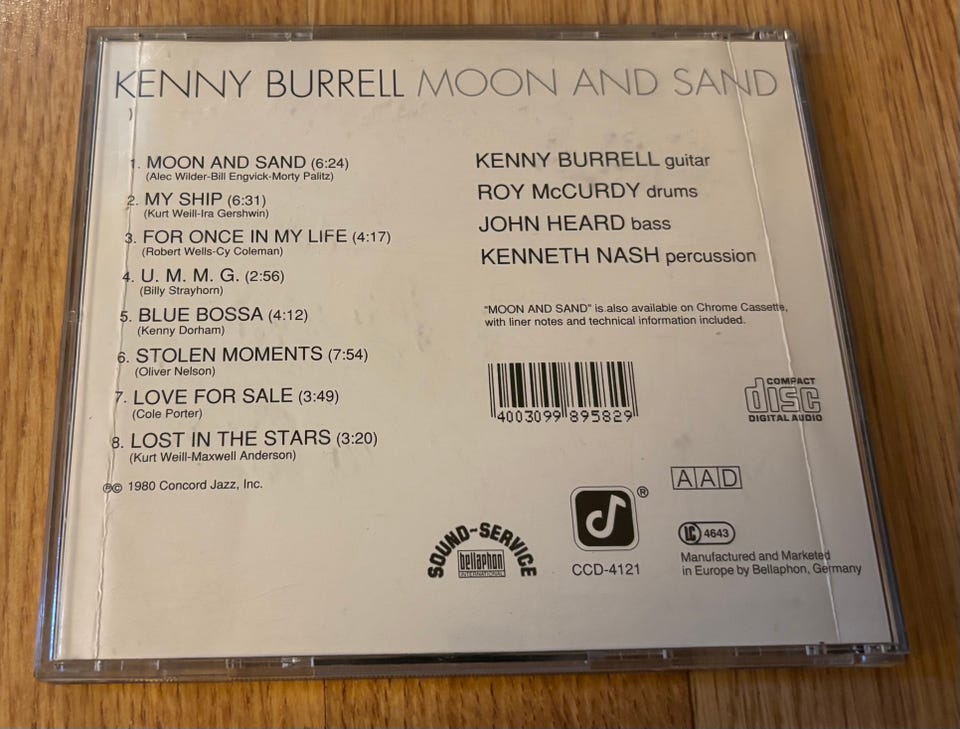 KENNY BURRELL MOON AND SAND
1. MOON AND SAND (6:24)
(Alec Wilder-Bill Engvick-Morty Palitz)
2. MY SHIP (6:31)
(Kurt Weill-Ira Gershwin)
3. FOR ONCE IN MY LIFE (4:17)
(Robert Wells-Cy Coleman)
4. U. M. M. G. (2:56)
(Billy Strayhorn)
5. BLUE BOSSA (4:12)
(Kenny Dorham)
6. STOLEN MOMENTS (7:54)
(Oliver Nelson)
7. LOVE FOR SALE (3:49)
(Cole Porter)
8. LOST IN THE STARS (3:20)
(Kurt Weill-Maxwell Anderson)
℗© 1980 Concord Jazz, Inc.
KENNY BURRELL guitar
ROY McCURDY drums
JOHN HEARD bass
KENNETH NASH percussion
"MOON AND SAND" is also available on Chrome Cassette,
with liner notes and technical information included.
4003099 895829
COMPACT
disc
DIGITAL AUDIO
AAD
SOUND-SERVICE
bellaphon
INTERNATIONAL
®
CCD-4121
LC 4643
Manufactured and Marketed
in Europe by Bellaphon, Germany